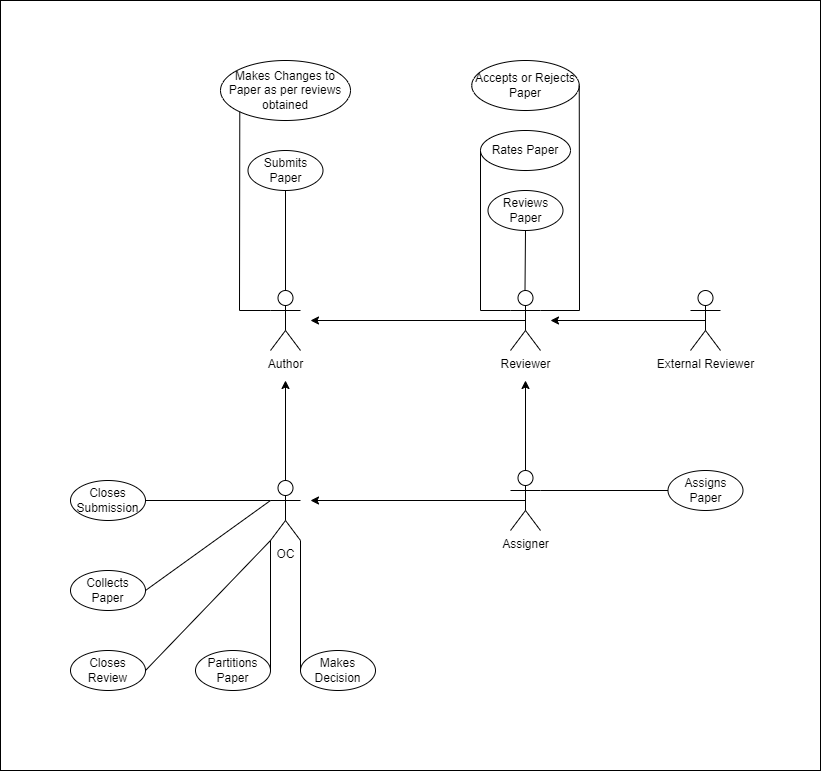 Makes Changes to
Paper as per reviews
obtained
Accepts or Rejects
Paper
Rates Paper
Submits
Paper
Reviews
Paper
Author
Reviewer
External Reviewer
Closes
Submission
Assigns
Paper
Assigner
OC
Collects
Paper
Closes
Review
Partitions
Paper
Makes
Decision